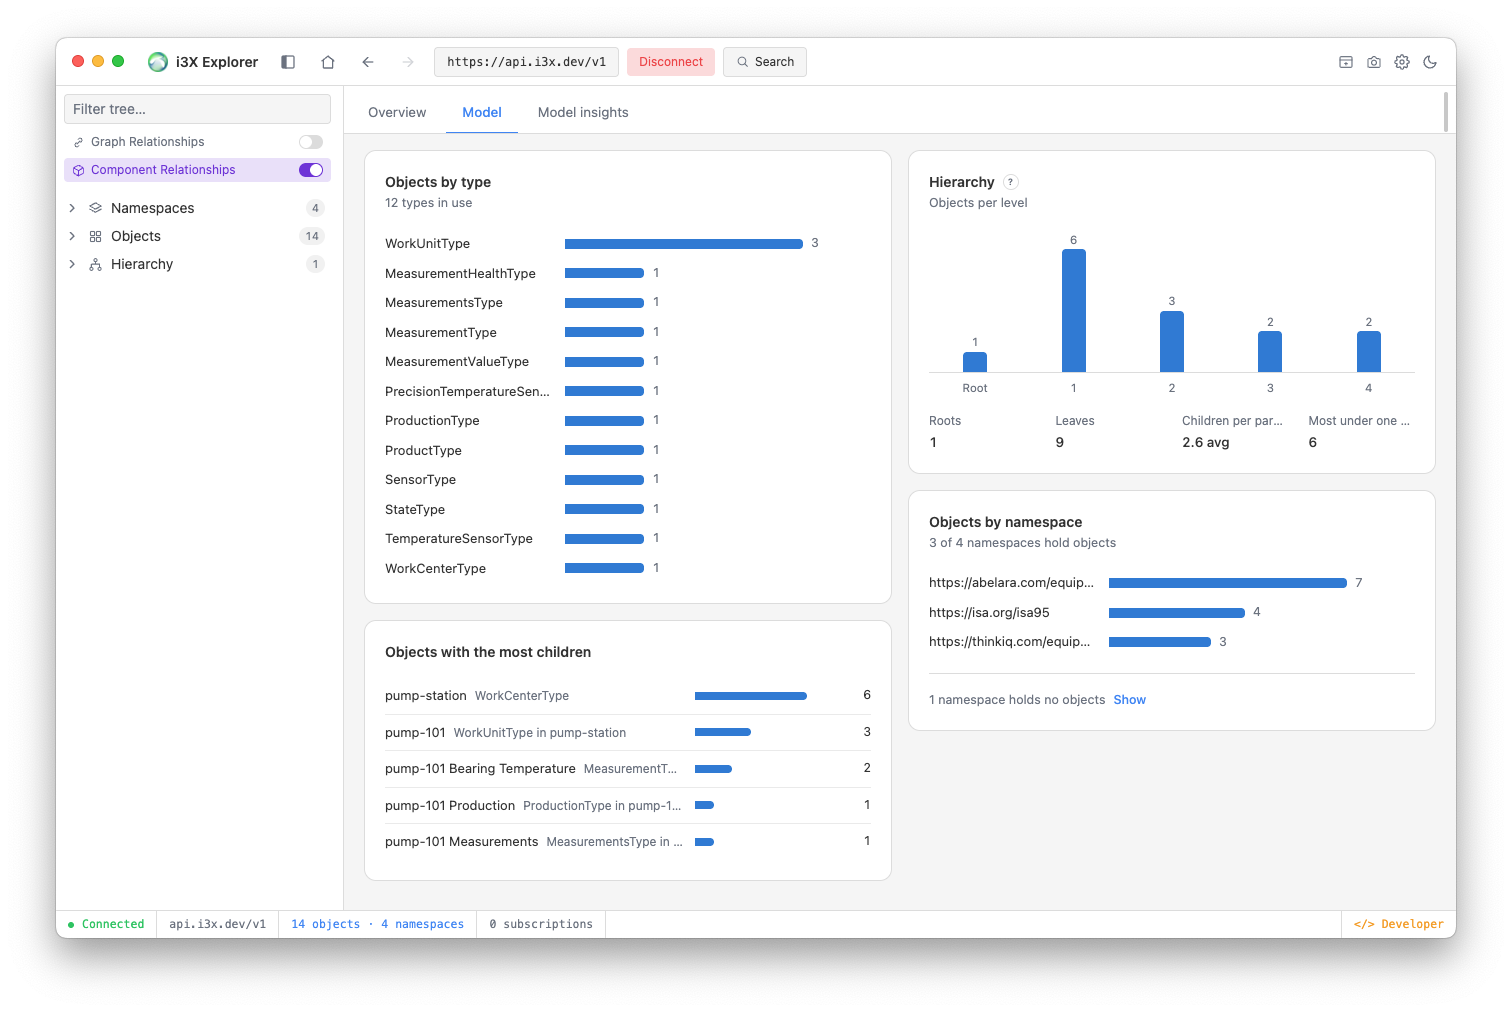 i3X Explorer
https://api.i3x.dev/v1
Disconnect
Search
Filter tree...
Graph Relationships
Component Relationships
Namespaces 4
Objects 14
Hierarchy 1
Overview
Model
Model insights
Objects by type
12 types in use
WorkUnitType 3
MeasurementHealthType 1
MeasurementsType 1
MeasurementType 1
MeasurementValueType 1
PrecisionTemperatureSen... 1
ProductionType 1
ProductType 1
SensorType 1
StateType 1
TemperatureSensorType 1
WorkCenterType 1
Objects with the most children
pump-station WorkCenterType 6
pump-101 WorkUnitType in pump-station 3
pump-101 Bearing Temperature MeasurementT... 2
pump-101 Production ProductionType in pump-1... 1
pump-101 Measurements MeasurementsType in ... 1
Hierarchy ?
Objects per level
1 6 3 2 2
Root 1 2 3 4
Roots Leaves Children per par... Most under one ...
1 9 2.6 avg 6
Objects by namespace
3 of 4 namespaces hold objects
https://abelara.com/equip... 7
https://isa.org/isa95 4
https://thinkiq.com/equip... 3
1 namespace holds no objects Show
Connected
api.i3x.dev/v1
14 objects · 4 namespaces
0 subscriptions
</> Developer